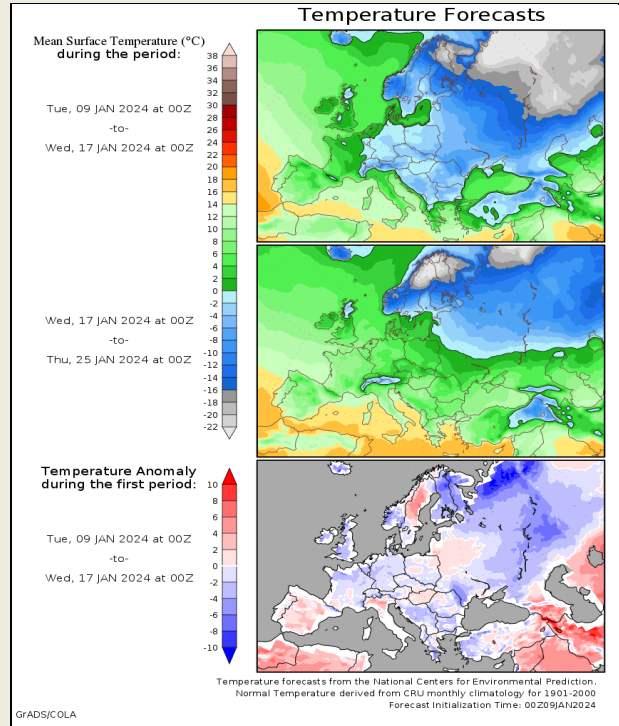 Temperature Forecasts
Mean Surface Temperature (°C)
during the period:
38
36
34
32
30
28
26
24
22
20
18
16
14
12
10
8
6
4
2
0
-2
-4
-6
-8
-10
-12
-14
-16
-18
-20
-22
Tue, 09 JAN 2024 at 00Z
-to-
Wed, 17 JAN 2024 at 00Z
Wed, 17 JAN 2024 at 00Z
-to-
Thu, 25 JAN 2024 at 00Z
Temperature Anomaly
during the first period:
10
8
6
4
2
0
-2
-4
-6
-8
-10
Tue, 09 JAN 2024 at 00Z
-to-
Wed, 17 JAN 2024 at 00Z
Temperature forecasts from the National Centers for Environmental Prediction.
Normal Temperature derived from CRU monthly climatology for 1901-2000
Forecast Initialization Time: 00Z09JAN2024
GrADS/COLA